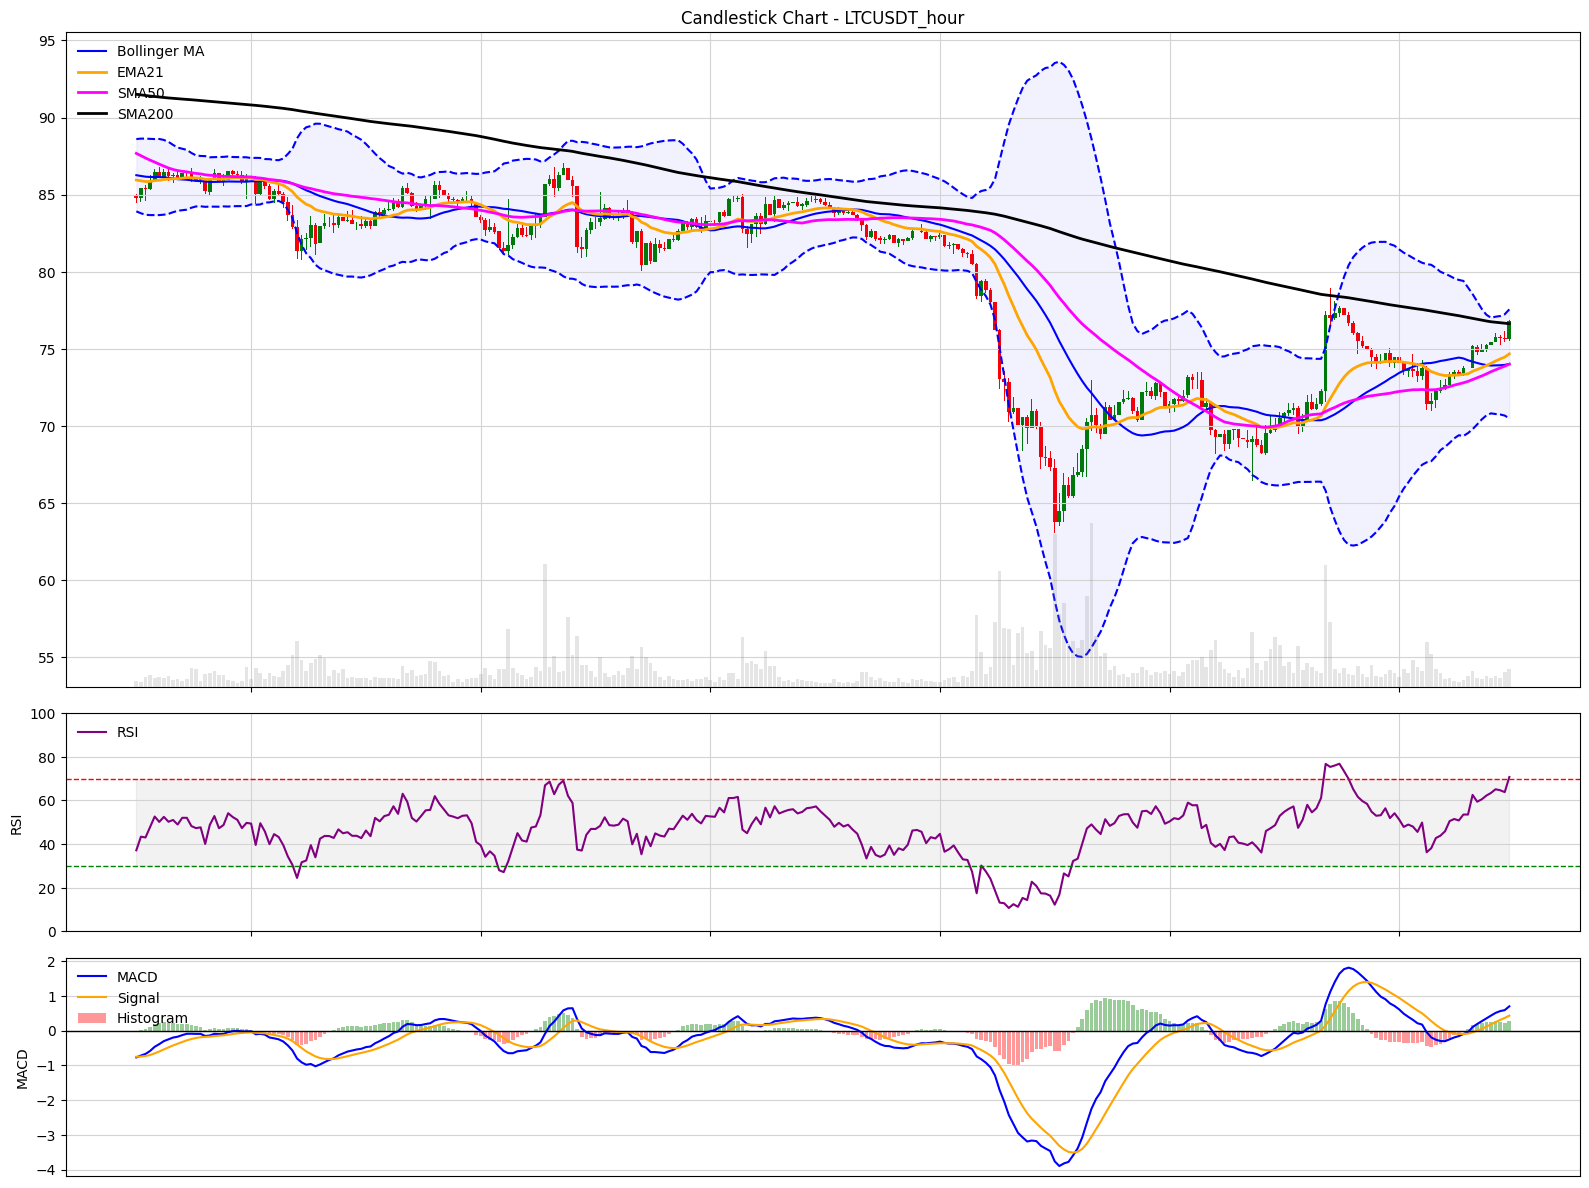 Candlestick Chart - LTCUSDT_hour
95
90
85
80
75
70
65
60
55
Bollinger MA
EMA21
SMA50
SMA200
100
80
60
40
20
0
RSI
RSI
2
1
0
−1
−2
−3
−4
MACD
MACD
Signal
Histogram